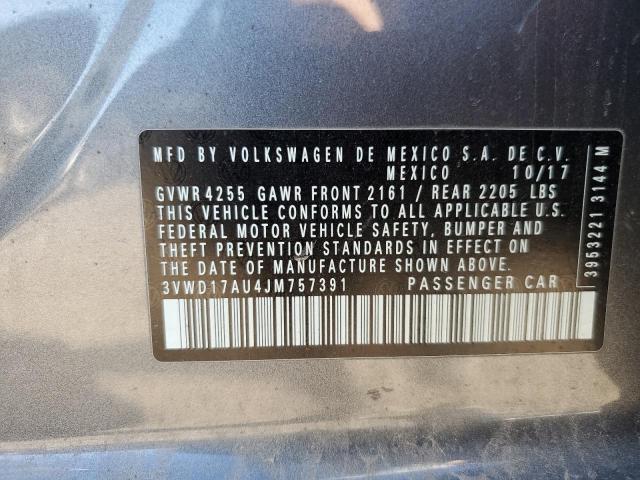 MFD BY VOLKSWAGEN DE MEXICO S.A. DE C.V.
MEXICO 10/17
GVWR 4255 GAWR FRONT 2161 / REAR 2205 LBS
THIS VEHICLE CONFORMS TO ALL APPLICABLE U.S.
FEDERAL MOTOR VEHICLE SAFETY, BUMPER AND
THEFT PREVENTION STANDARDS IN EFFECT ON
THE DATE OF MANUFACTURE SHOWN ABOVE.
3VWD17AU4JM757391 PASSENGER CAR
3953221 3144 M